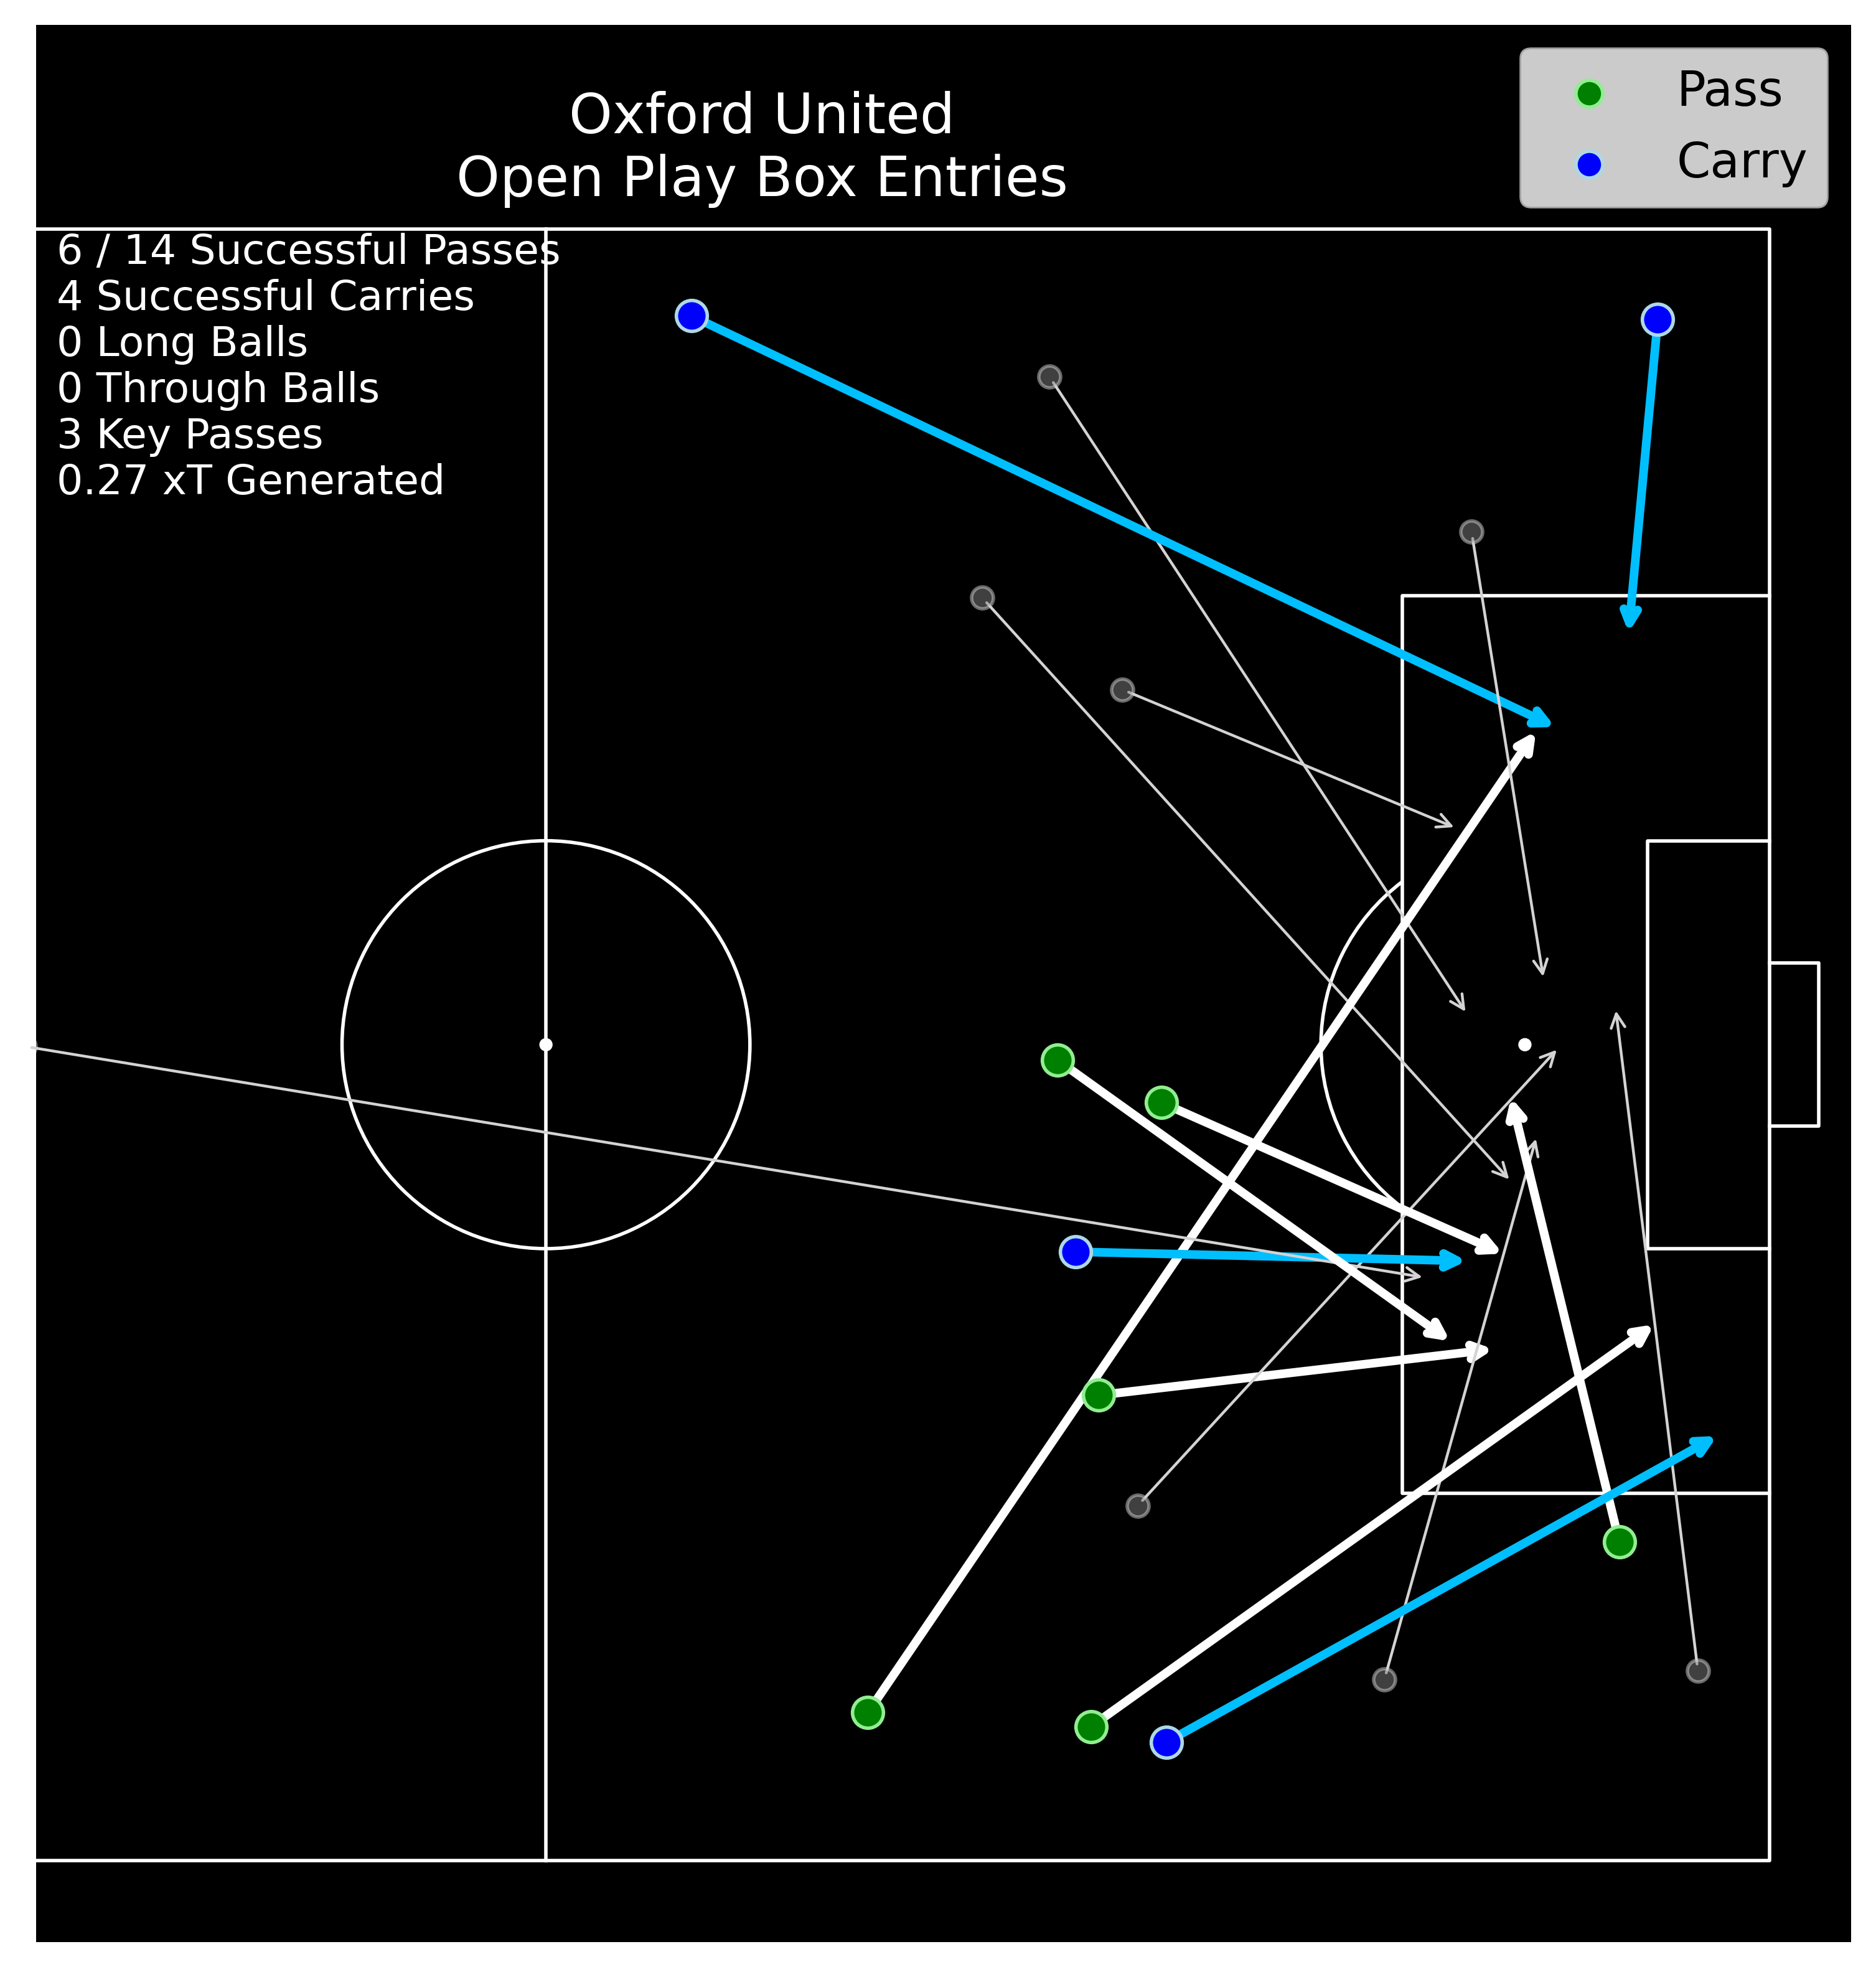 Oxford United
Open Play Box Entries
Pass
Carry
6 / 14 Successful Passes
4 Successful Carries
0 Long Balls
0 Through Balls
3 Key Passes
0.27 xT Generated